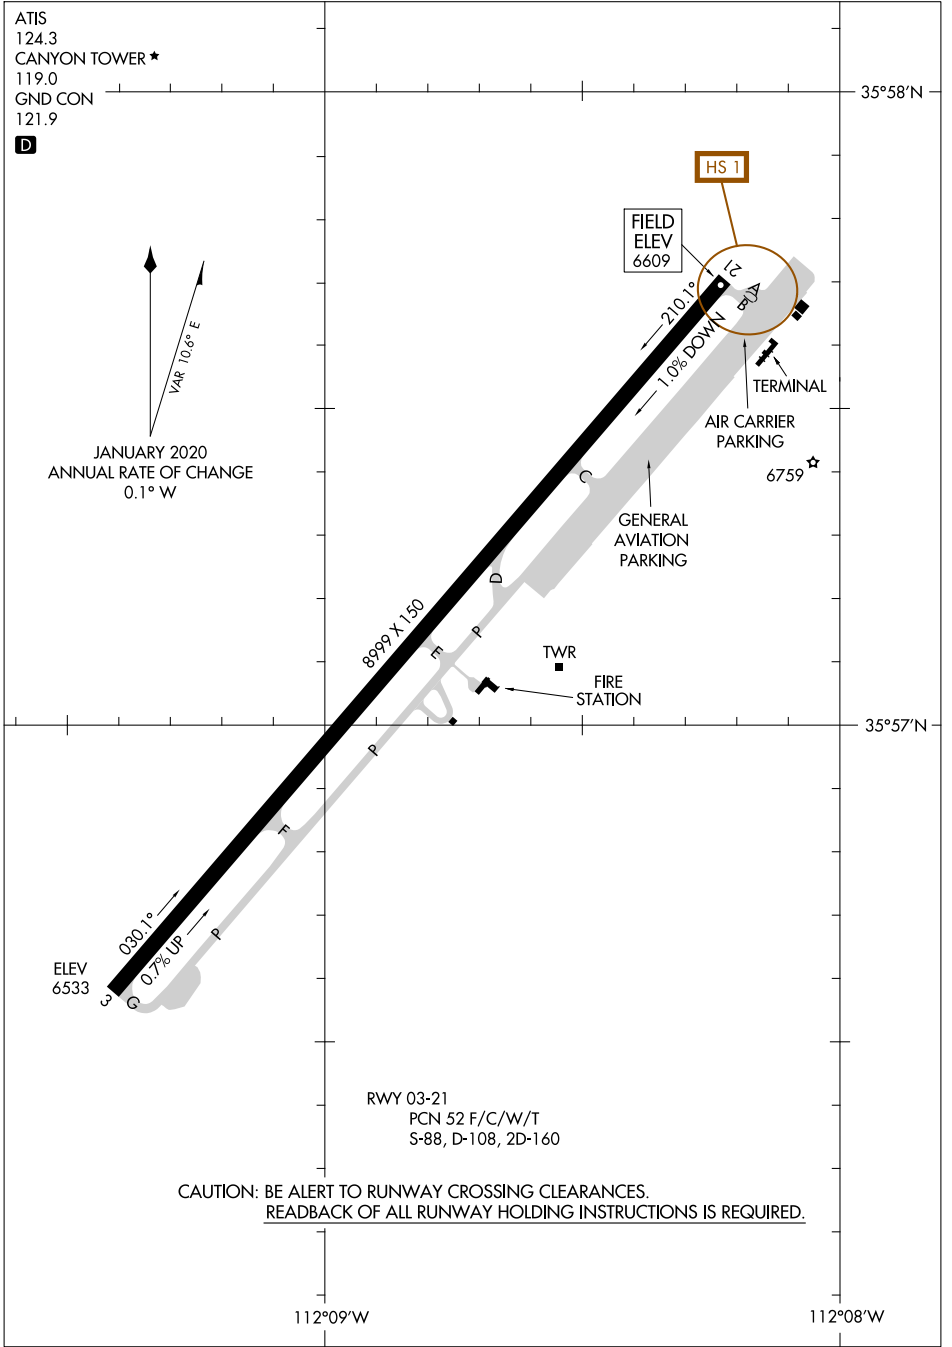 ATIS
124.3
CANYON TOWER ★
119.0
GND CON
121.9
D
35°58'N
HS 1
FIELD
ELEV
6609
21
A
B
210.1°
1.0% DOWN
VAR 10.6° E
TERMINAL
AIR CARRIER
PARKING
JANUARY 2020
ANNUAL RATE OF CHANGE
0.1° W
6759
C
GENERAL
AVIATION
PARKING
D
8999 X 150
P
E
TWR
FIRE
STATION
35°57'N
P
F
030.1°
0.7% UP
P
ELEV
6533
3
G
RWY 03-21
PCN 52 F/C/W/T
S-88, D-108, 2D-160
CAUTION: BE ALERT TO RUNWAY CROSSING CLEARANCES.
READBACK OF ALL RUNWAY HOLDING INSTRUCTIONS IS REQUIRED.
112°09'W
112°08'W